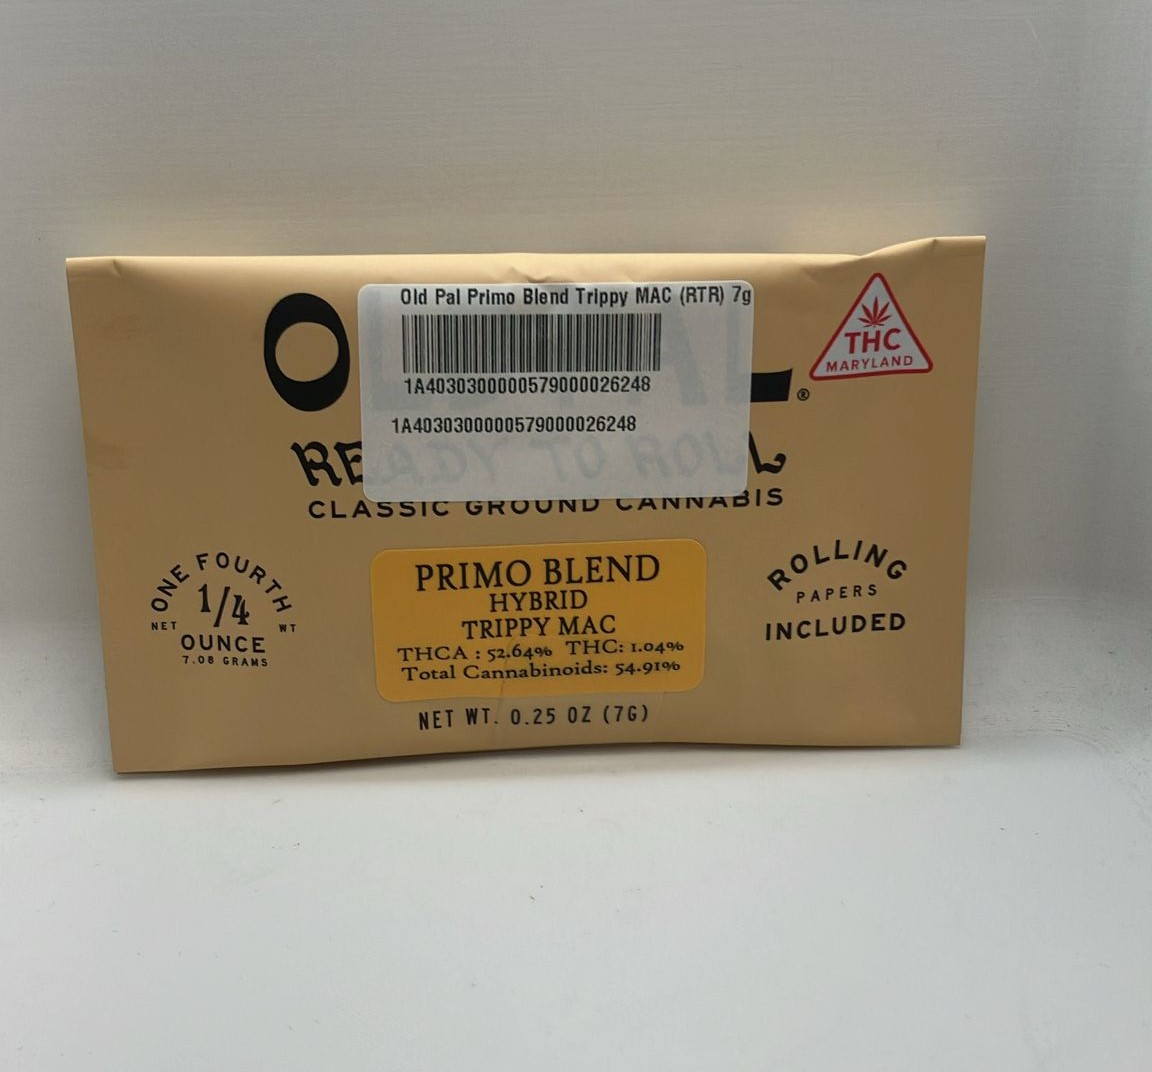 Old Pal Primo Blend Trippy MAC (RTR) 7g
1A4030300000579000026248
1A4030300000579000026248
THC
MARYLAND
®
CLASSIC GROUND CANNABIS
ONE FOURTH
1/4
NET WT
OUNCE
7.08 GRAMS
PRIMO BLEND
HYBRID
TRIPPY MAC
THCA : 52.64% THC: 1.04%
Total Cannabinoids: 54.91%
ROLLING
PAPERS
INCLUDED
NET WT. 0.25 OZ (7G)